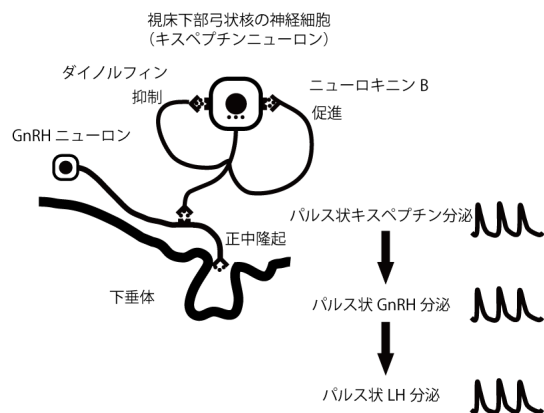 視床下部弓状核の神経細胞
(キスペプチンニューロン)
ダイノルフィン
抑制
ニューロキニン B
促進
GnRH ニューロン
正中隆起
下垂体
パルス状キスペプチン分泌
パルス状 GnRH 分泌
パルス状 LH 分泌